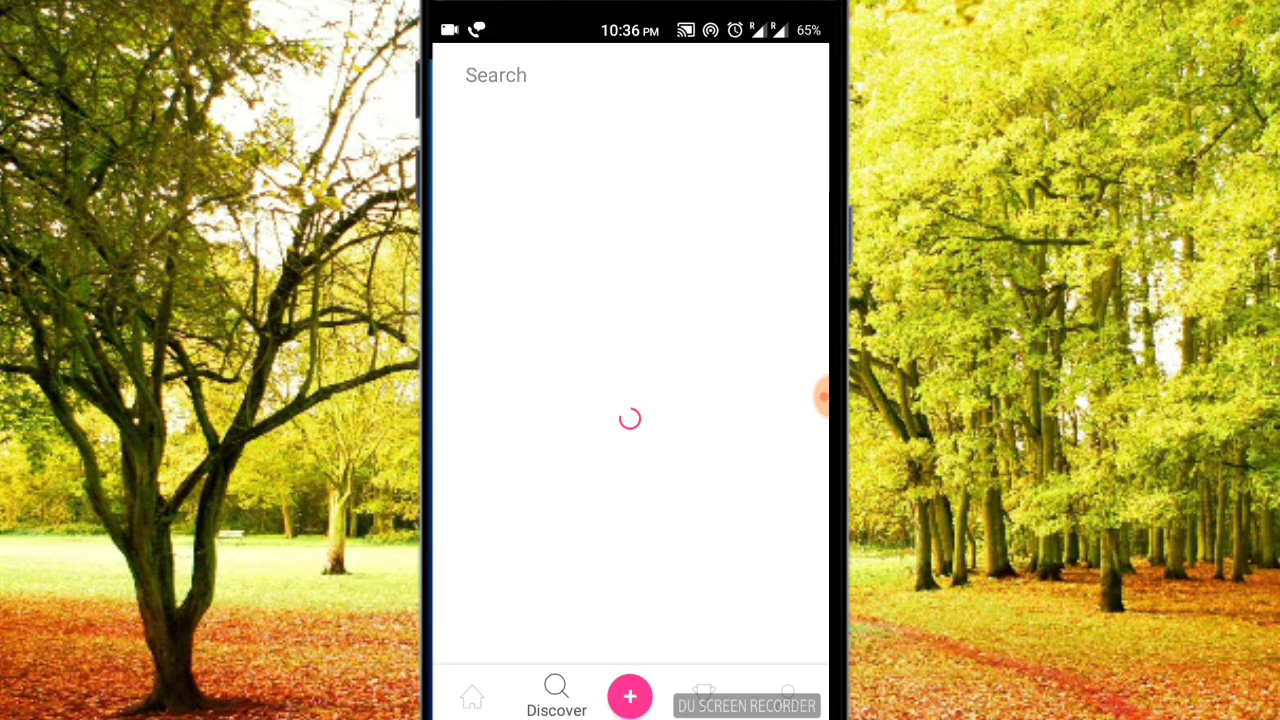 10:36 PM
R R 65%
Search
Discover
DU SCREEN RECORDER